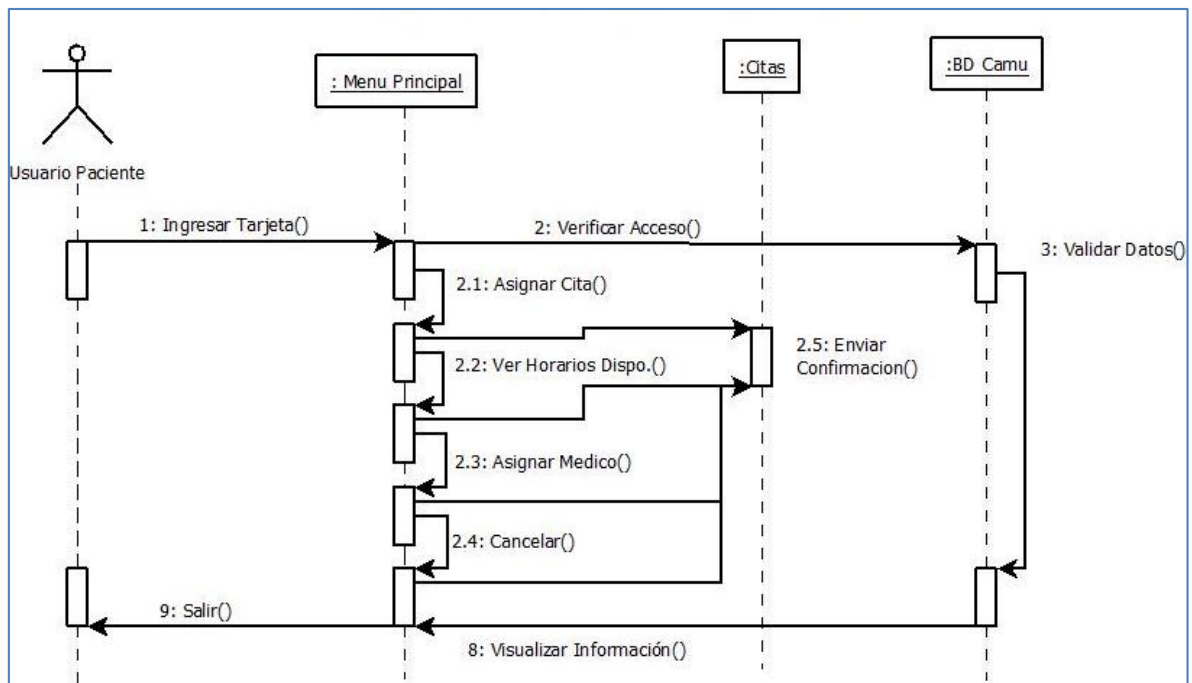 :Citas
:BD Camu
: Menu Principal
Usuario Paciente
1: Ingresar Tarjeta()
2: Verificar Acceso()
3: Validar Datos()
2.1: Asignar Cita()
2.5: Enviar
Confirmacion()
2.2: Ver Horarios Dispo.()
2.3: Asignar Medico()
2.4: Cancelar()
9: Salir()
8: Visualizar Información()